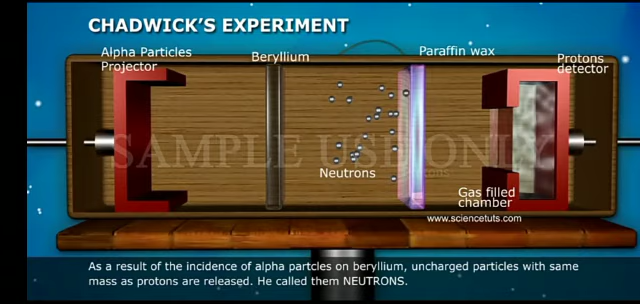 CHADWICK'S EXPERIMENT
Alpha Particles
Projector
Beryllium
Paraffin wax
Protons
detector
SAMPLE USE ONLY
Neutrons
Gas filled
chamber
www.sciencetuts.com
As a result of the incidence of alpha partcles on beryllium, uncharged particles with same
mass as protons are released. He called them NEUTRONS.